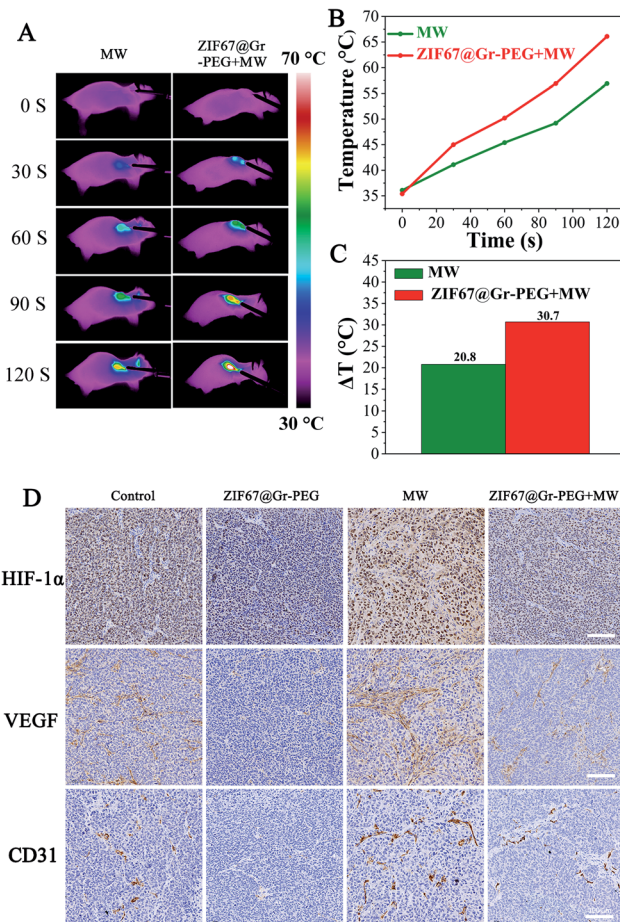 A
MW
ZIF67@Gr
-PEG+MW
70 °C
0 S
30 S
60 S
90 S
120 S
30 °C
B
MW
ZIF67@Gr-PEG+MW
Temperature (°C)
65
60
55
50
45
40
35
0 20 40 60 80 100 120
Time (s)
C
MW
ZIF67@Gr-PEG+MW
ΔT (°C)
45
40
35
30
25
20
15
10
5
0
20.8
30.7
D
Control ZIF67@Gr-PEG MW ZIF67@Gr-PEG+MW
HIF-1α
VEGF
CD31